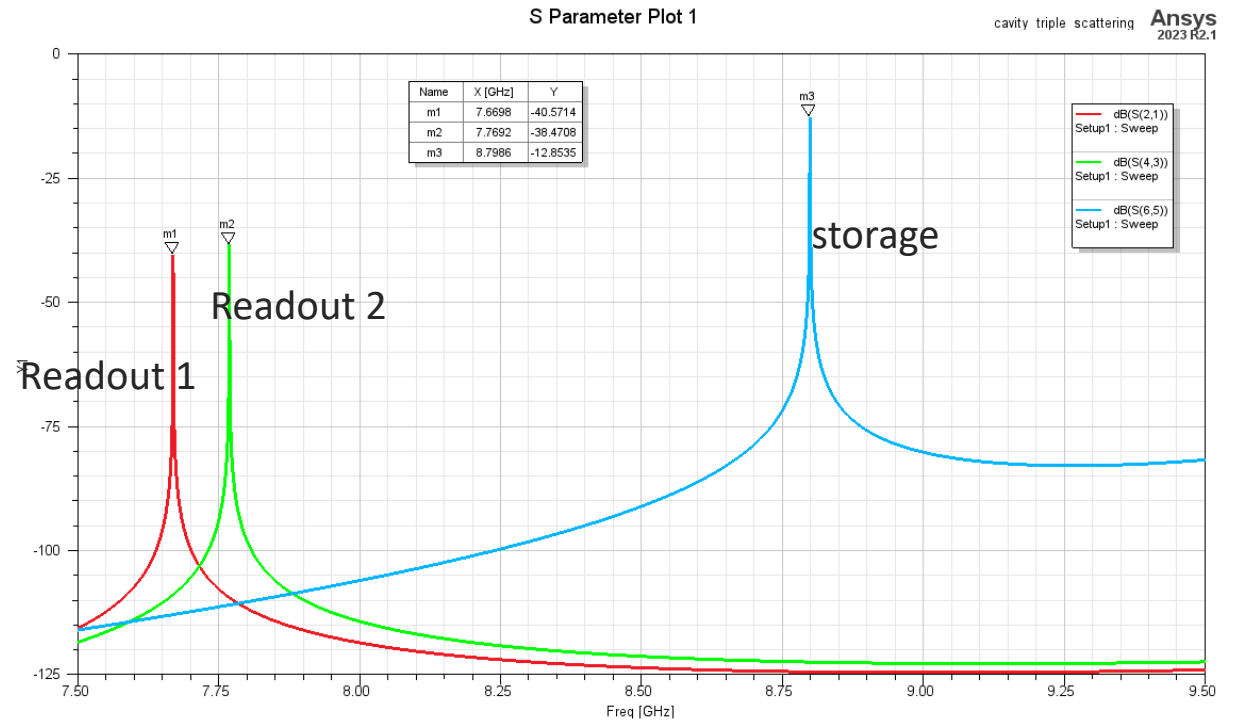 S Parameter Plot 1
cavity triple scattering
Ansys
2023 R2.1
0
-25
-50
-75
-100
-125
Name X [GHz] Y
m1 7.6698 -40.5714
m2 7.7692 -38.4708
m3 8.7986 -12.8535
m3
m1
m2
dB(S(2,1))
Setup1 : Sweep
dB(S(4,3))
Setup1 : Sweep
dB(S(6,5))
Setup1 : Sweep
storage
Readout 2
Readout 1
7.50 7.75 8.00 8.25 8.50 8.75 9.00 9.25 9.50
Freq [GHz]